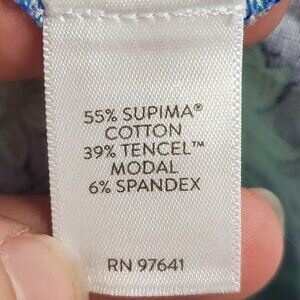 55% SUPIMA®
COTTON
39% TENCEL™
MODAL
6% SPANDEX
RN 97641